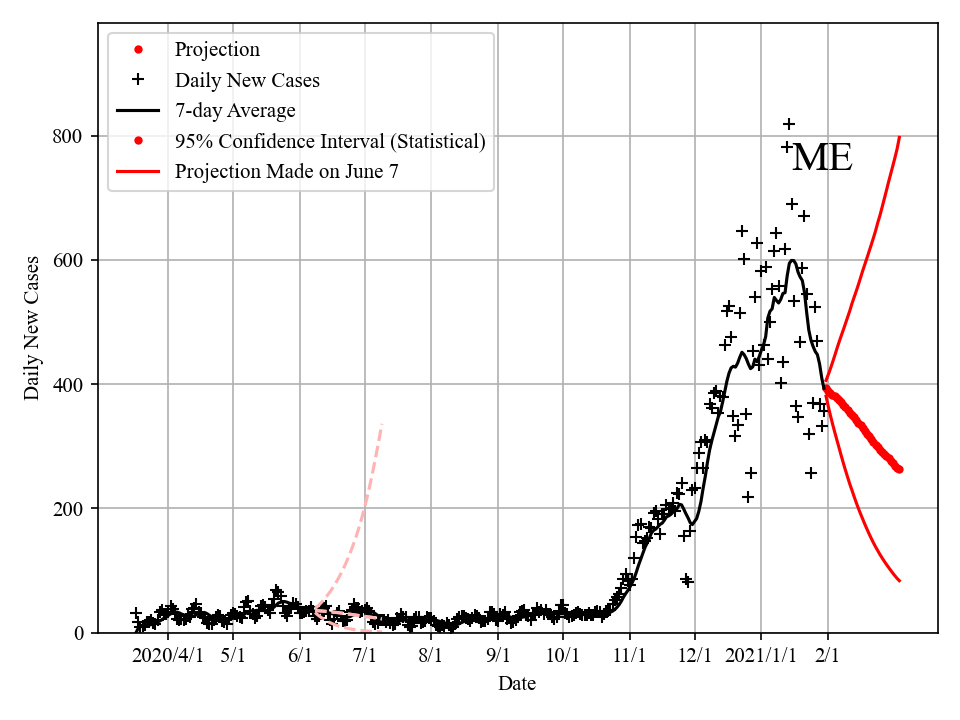 Projection
Daily New Cases
7-day Average
95% Confidence Interval (Statistical)
Projection Made on June 7
ME
Daily New Cases
800
600
400
200
0
2020/4/1 5/1 6/1 7/1 8/1 9/1 10/1 11/1 12/1 2021/1/1 2/1
Date